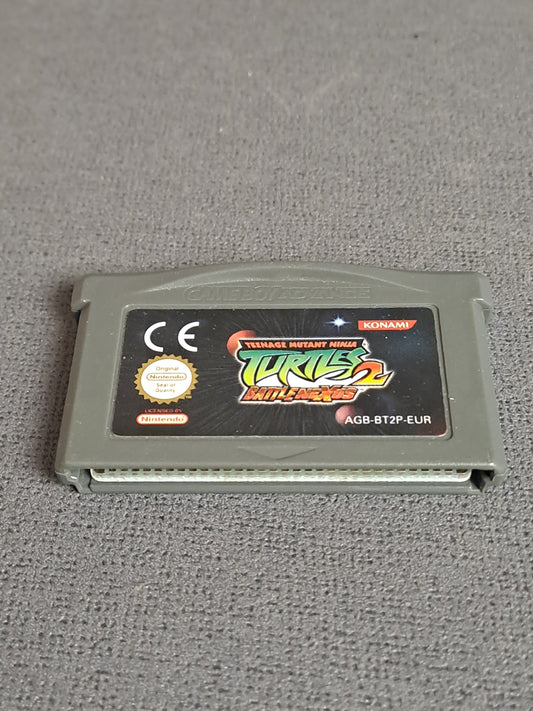 GAME BOY ADVANCE
CE
KONAMI
TEENAGE MUTANT NINJA
TURTLES 2
BATTLE NEXUS
Original
Nintendo
Seal of
Quality
LICENSED BY
Nintendo
AGB-BT2P-EUR